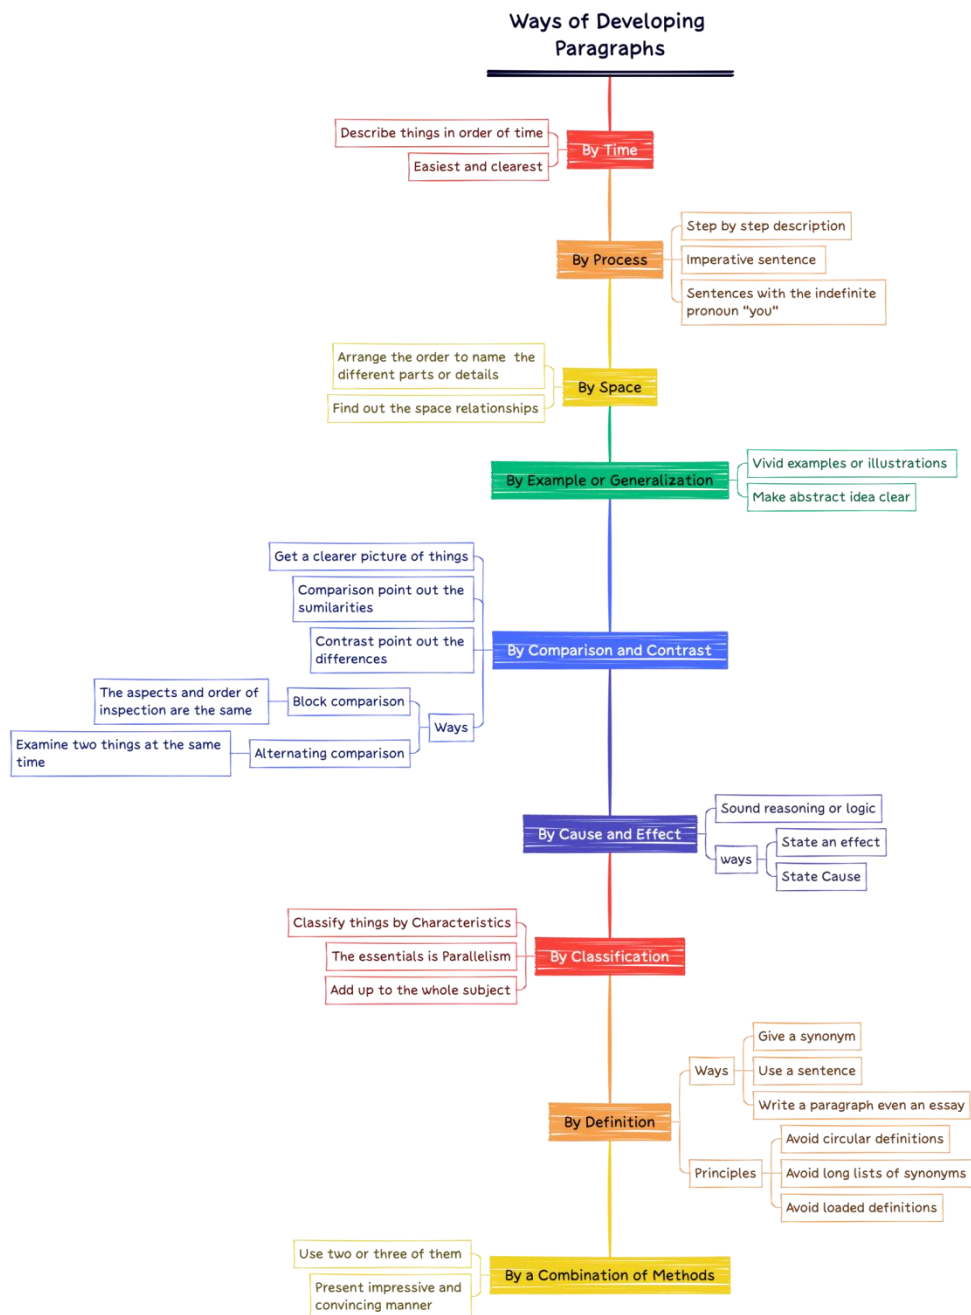 Ways of Developing
Paragraphs
Describe things in order of time
Easiest and clearest
By Time
By Process
Step by step description
Imperative sentence
Sentences with the indefinite
pronoun "you"
Arrange the order to name the
different parts or details
Find out the space relationships
By Space
By Example or Generalization
Vivid examples or illustrations
Make abstract idea clear
Get a clearer picture of things
Comparison point out the
sumilarities
Contrast point out the
differences
By Comparison and Contrast
The aspects and order of
inspection are the same
Block comparison
Ways
Examine two things at the same
time
Alternating comparison
By Cause and Effect
Sound reasoning or logic
ways
State an effect
State Cause
Classify things by Characteristics
The essentials is Parallelism
Add up to the whole subject
By Classification
By Definition
Ways
Give a synonym
Use a sentence
Write a paragraph even an essay
Principles
Avoid circular definitions
Avoid long lists of synonyms
Avoid loaded definitions
Use two or three of them
Present impressive and
convincing manner
By a Combination of Methods